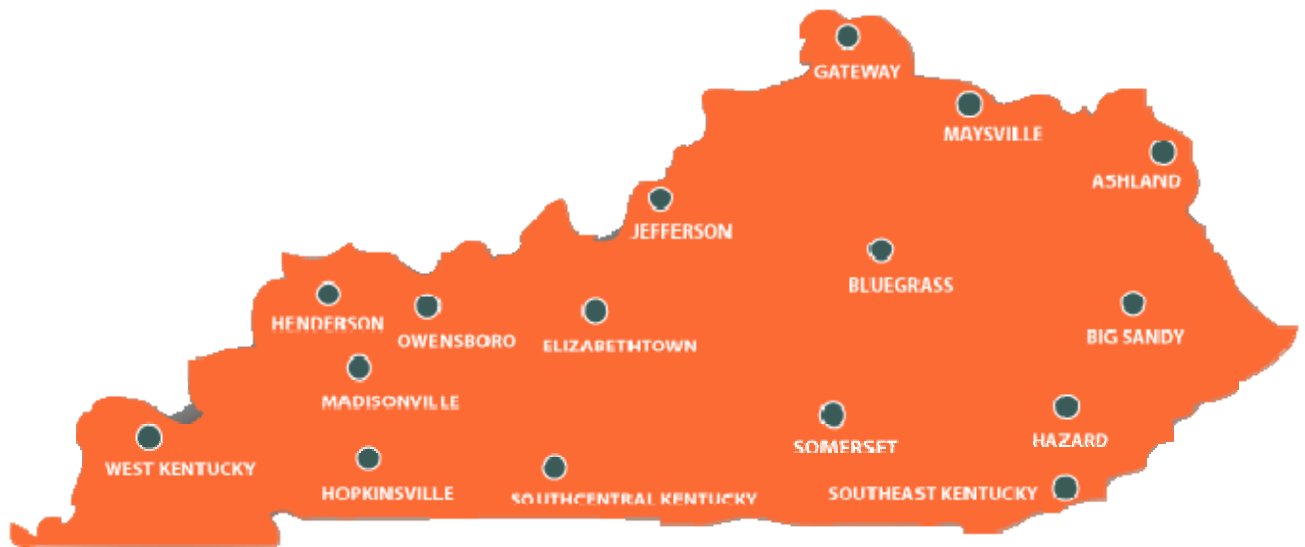 GATEWAY
MAYSVILLE
ASHLAND
JEFFERSON
BLUEGRASS
HENDERSON
OWENSBORO
ELIZABETHTOWN
BIG SANDY
MADISONVILLE
SOMERSET
HAZARD
WEST KENTUCKY
HOPKINSVILLE
SOUTHCENTRAL KENTUCKY
SOUTHEAST KENTUCKY